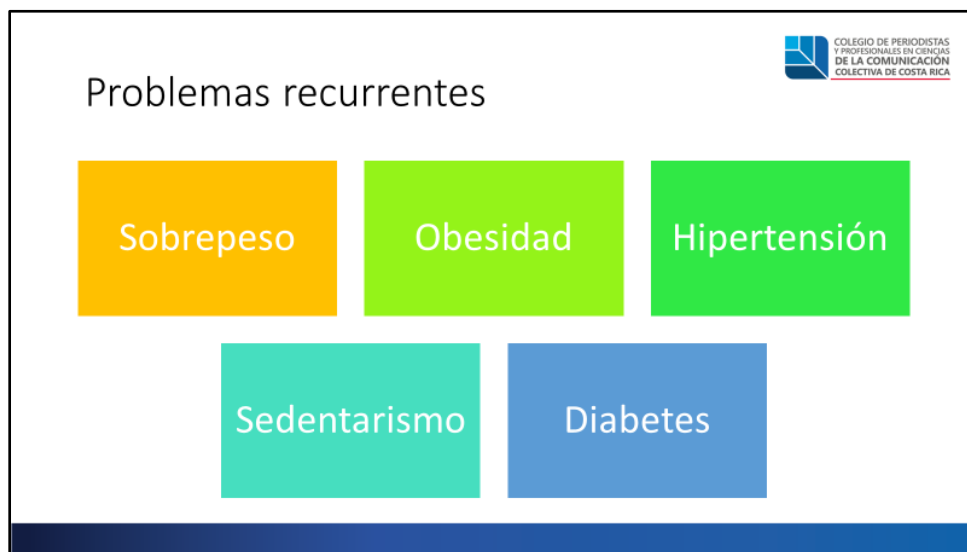 COLEGIO DE PERIODISTAS
Y PROFESIONALES EN CIENCIAS
DE LA COMUNICACIÓN
COLECTIVA DE COSTA RICA
Problemas recurrentes
Sobrepeso
Obesidad
Hipertensión
Sedentarismo
Diabetes